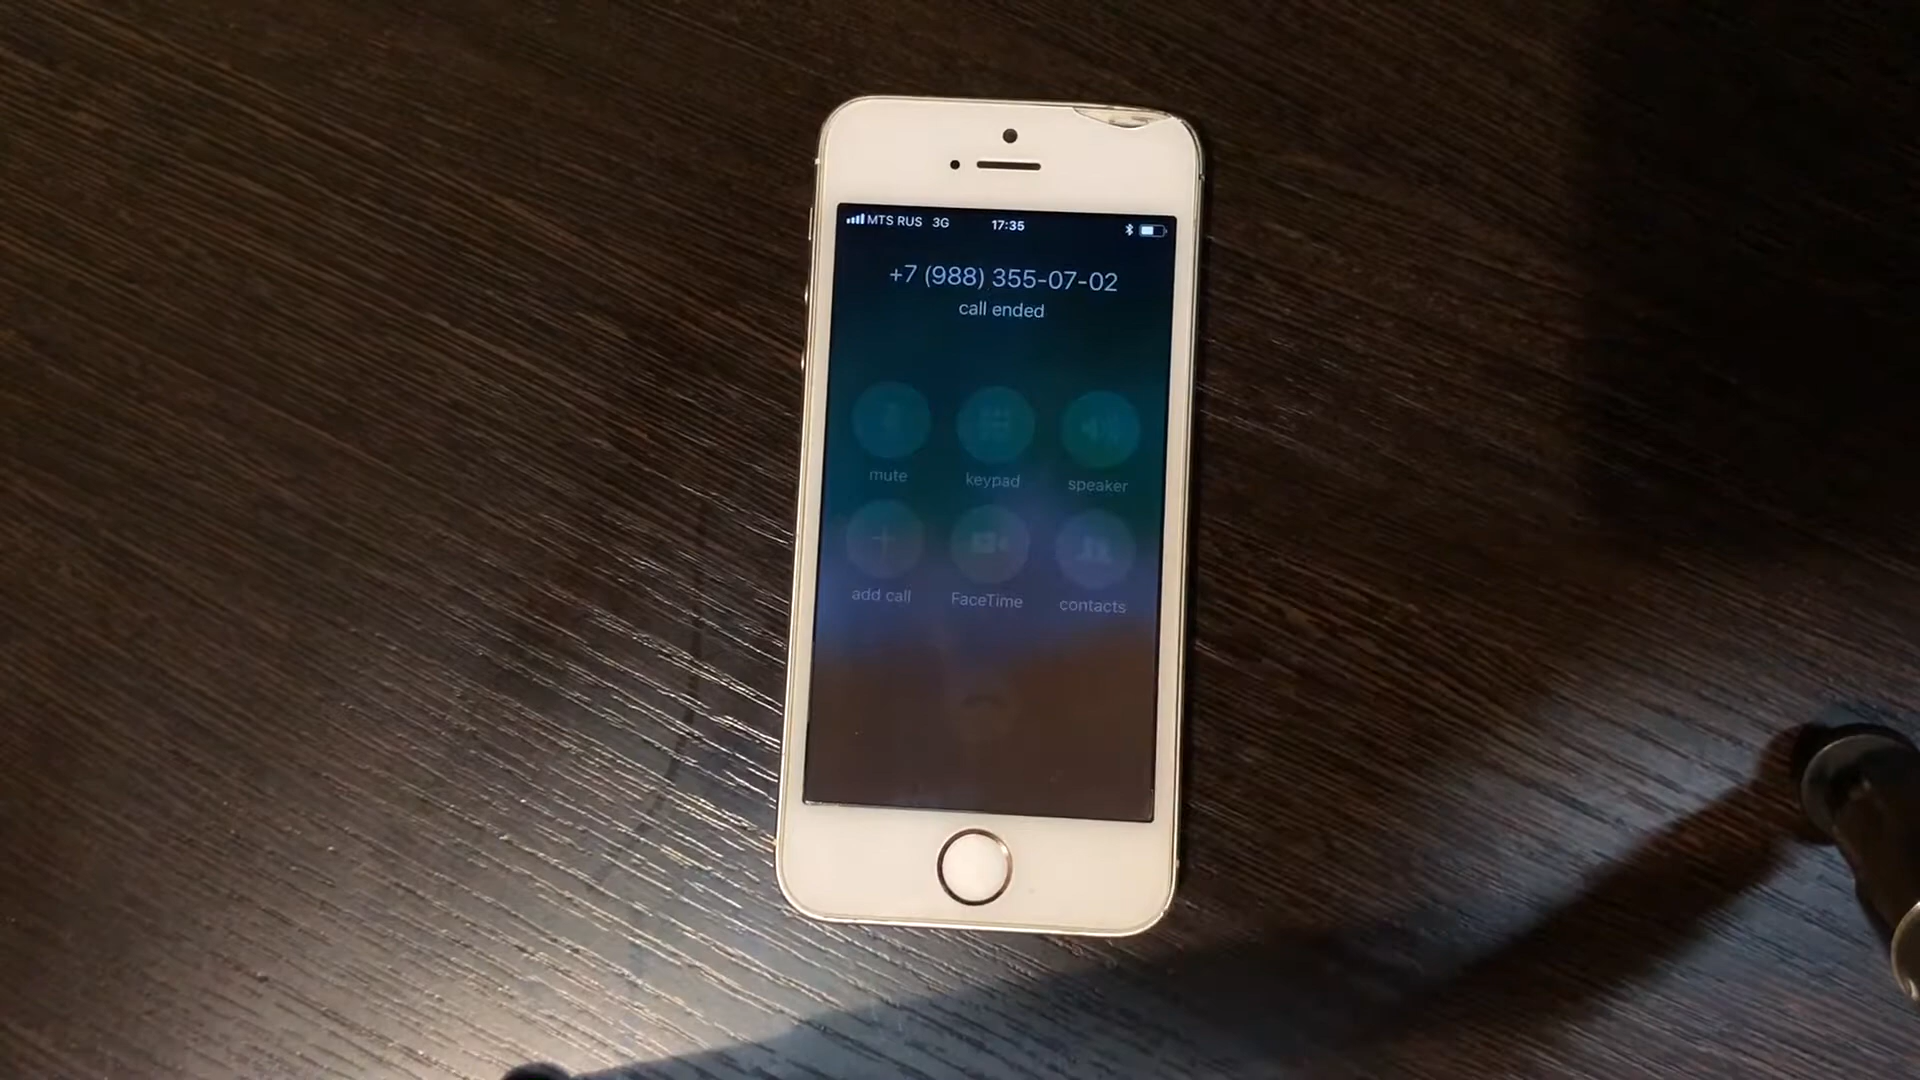 MTS RUS 3G 17:35
+7 (988) 355-07-02
call ended
mute keypad speaker
add call FaceTime contacts